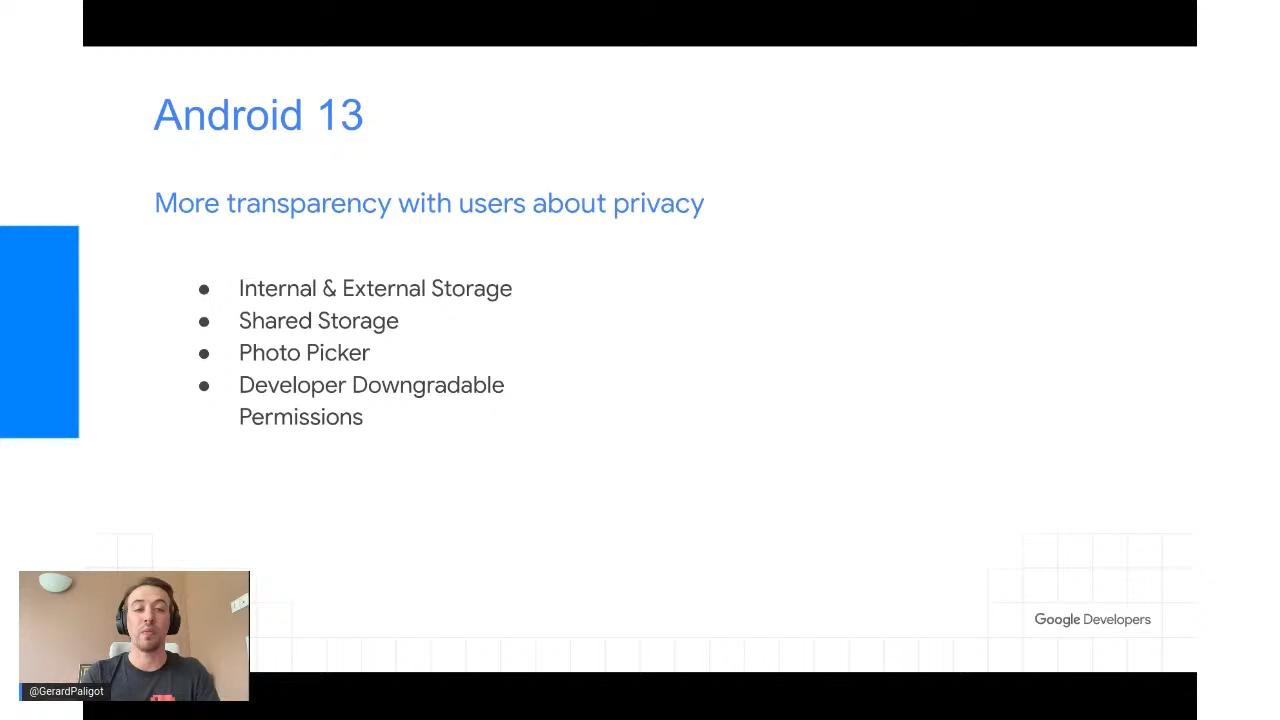 Android 13
More transparency with users about privacy
● Internal & External Storage
● Shared Storage
● Photo Picker
● Developer Downgradable
Permissions
Google Developers
@GerardPaligot